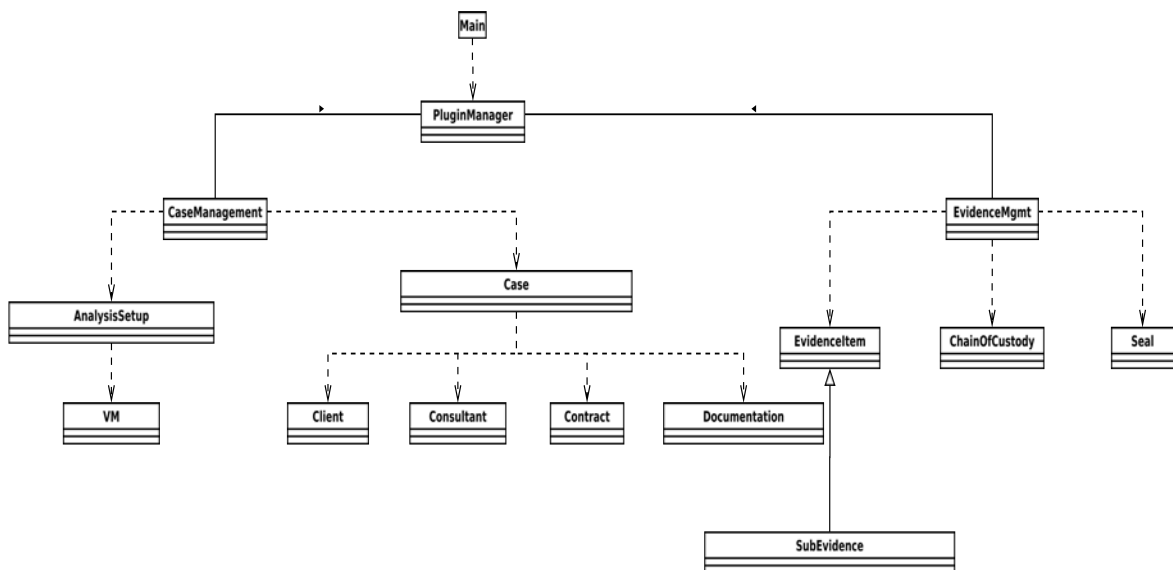 Main
PluginManager
CaseManagement
EvidenceMgmt
Case
AnalysisSetup
EvidenceItem
ChainOfCustody
Seal
VM
Client
Consultant
Contract
Documentation
SubEvidence